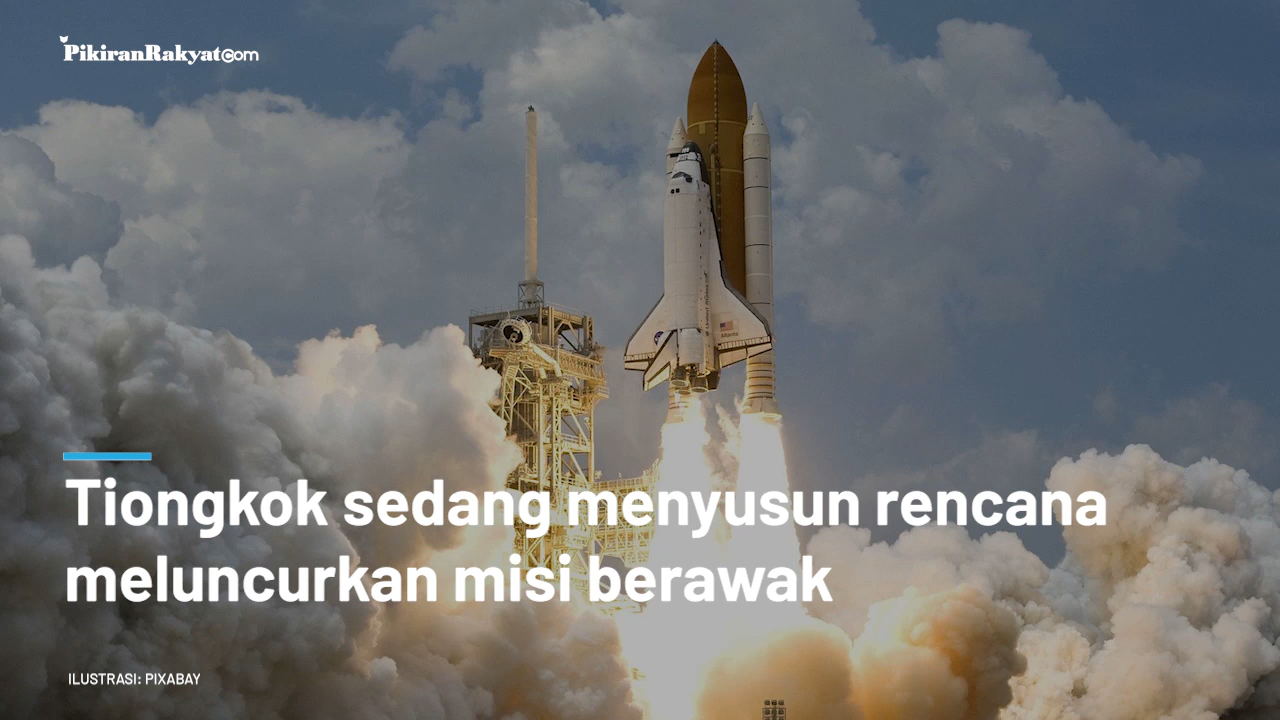 PikiranRakyat.com
Tiongkok sedang menyusun rencana
meluncurkan misi berawak
ILUSTRASI: PIXABAY